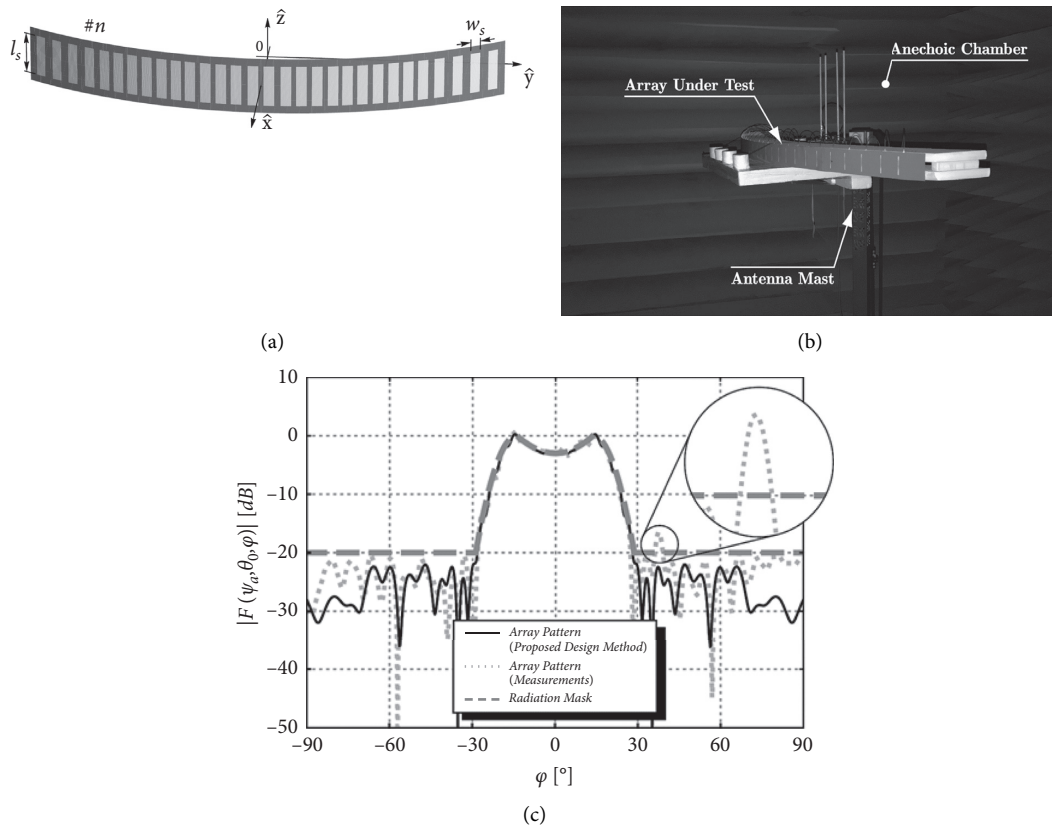 #n
ẑ
0
w_s
l_s
ŷ
x̂
(a)
Anechoic Chamber
Array Under Test
Antenna Mast
(b)
10
0
−10
−20
−30
−40
−50
|F (ψ_a,θ_0,φ)| [dB]
Array Pattern
(Proposed Design Method)
Array Pattern
(Measurements)
Radiation Mask
−90 −60 −30 0 30 60 90
φ [°]
(c)